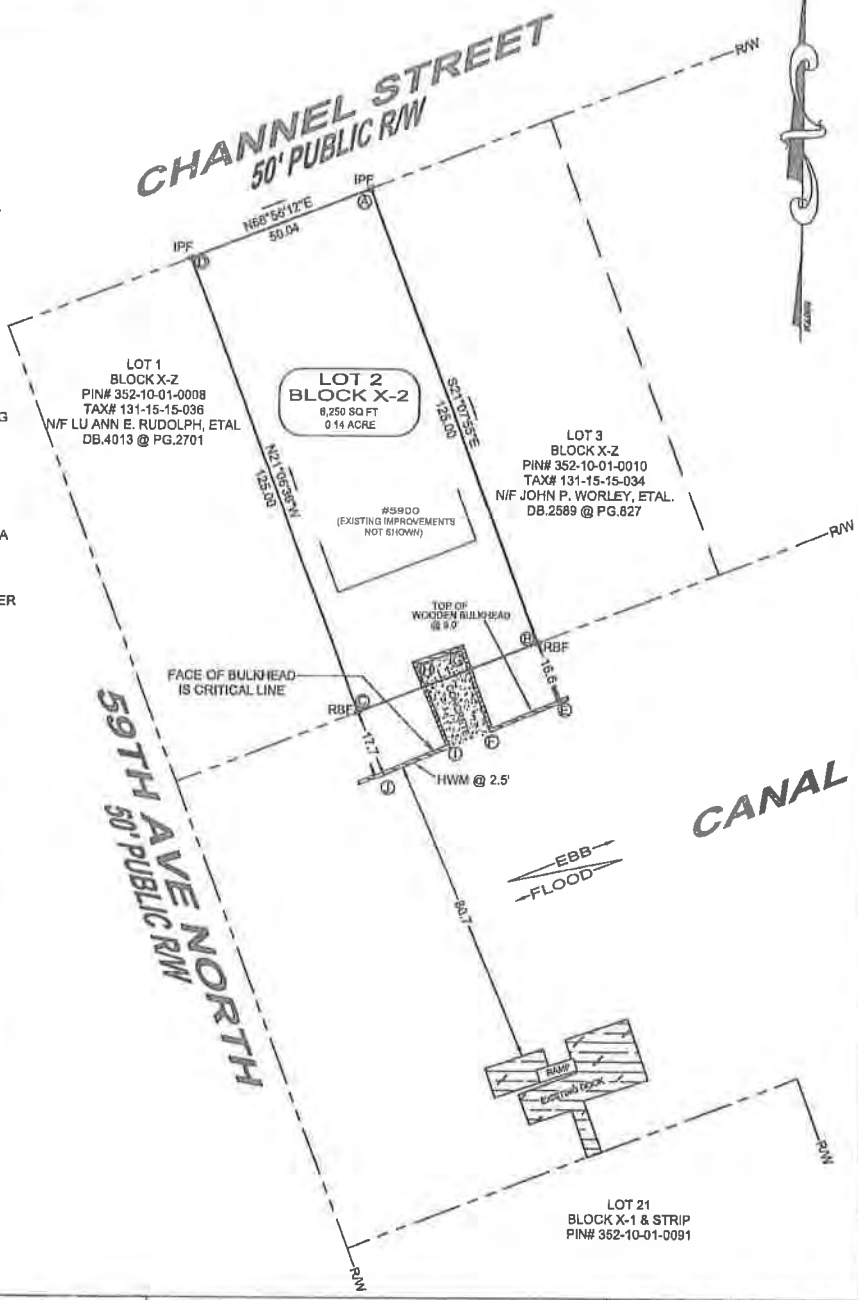 CHANNEL STREET
50' PUBLIC R/W
R/W
IPF
A
N68°56'12"E
50.04
IPF
D
LOT 1
BLOCK X-Z
PIN# 352-10-01-0008
TAX# 131-15-15-036
N/F LU ANN E. RUDOLPH, ETAL
DB.4013 @ PG.2701
G
A
ER
LOT 2
BLOCK X-2
6,250 SQ FT
0.14 ACRE
S21°07'55"E
125.00
N21°06'36"W
125.00
LOT 3
BLOCK X-Z
PIN# 352-10-01-0010
TAX# 131-15-15-034
N/F JOHN P. WORLEY, ETAL.
DB.2589 @ PG.827
#5900
(EXISTING IMPROVEMENTS
NOT SHOWN)
R/W
TOP OF
WOODEN BULKHEAD
B
RBF
16.6
E
FACE OF BULKHEAD
IS CRITICAL LINE
H
G
CONCRETE
RBF
C
17.7
I
F
J
HWM @ 2.5'
CANAL
EBB
FLOOD
80.7
59TH AVE NORTH
50' PUBLIC R/W
RAMP
EXISTING DOCK
R/W
LOT 21
BLOCK X-1 & STRIP
PIN# 352-10-01-0091
R/W